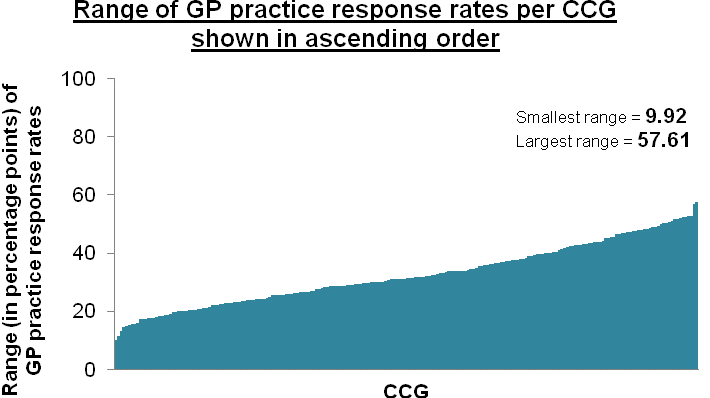 Range of GP practice response rates per CCG
shown in ascending order
Range (in percentage points) of
GP practice response rates
100
80
60
40
20
0
Smallest range = 9.92
Largest range = 57.61
CCG